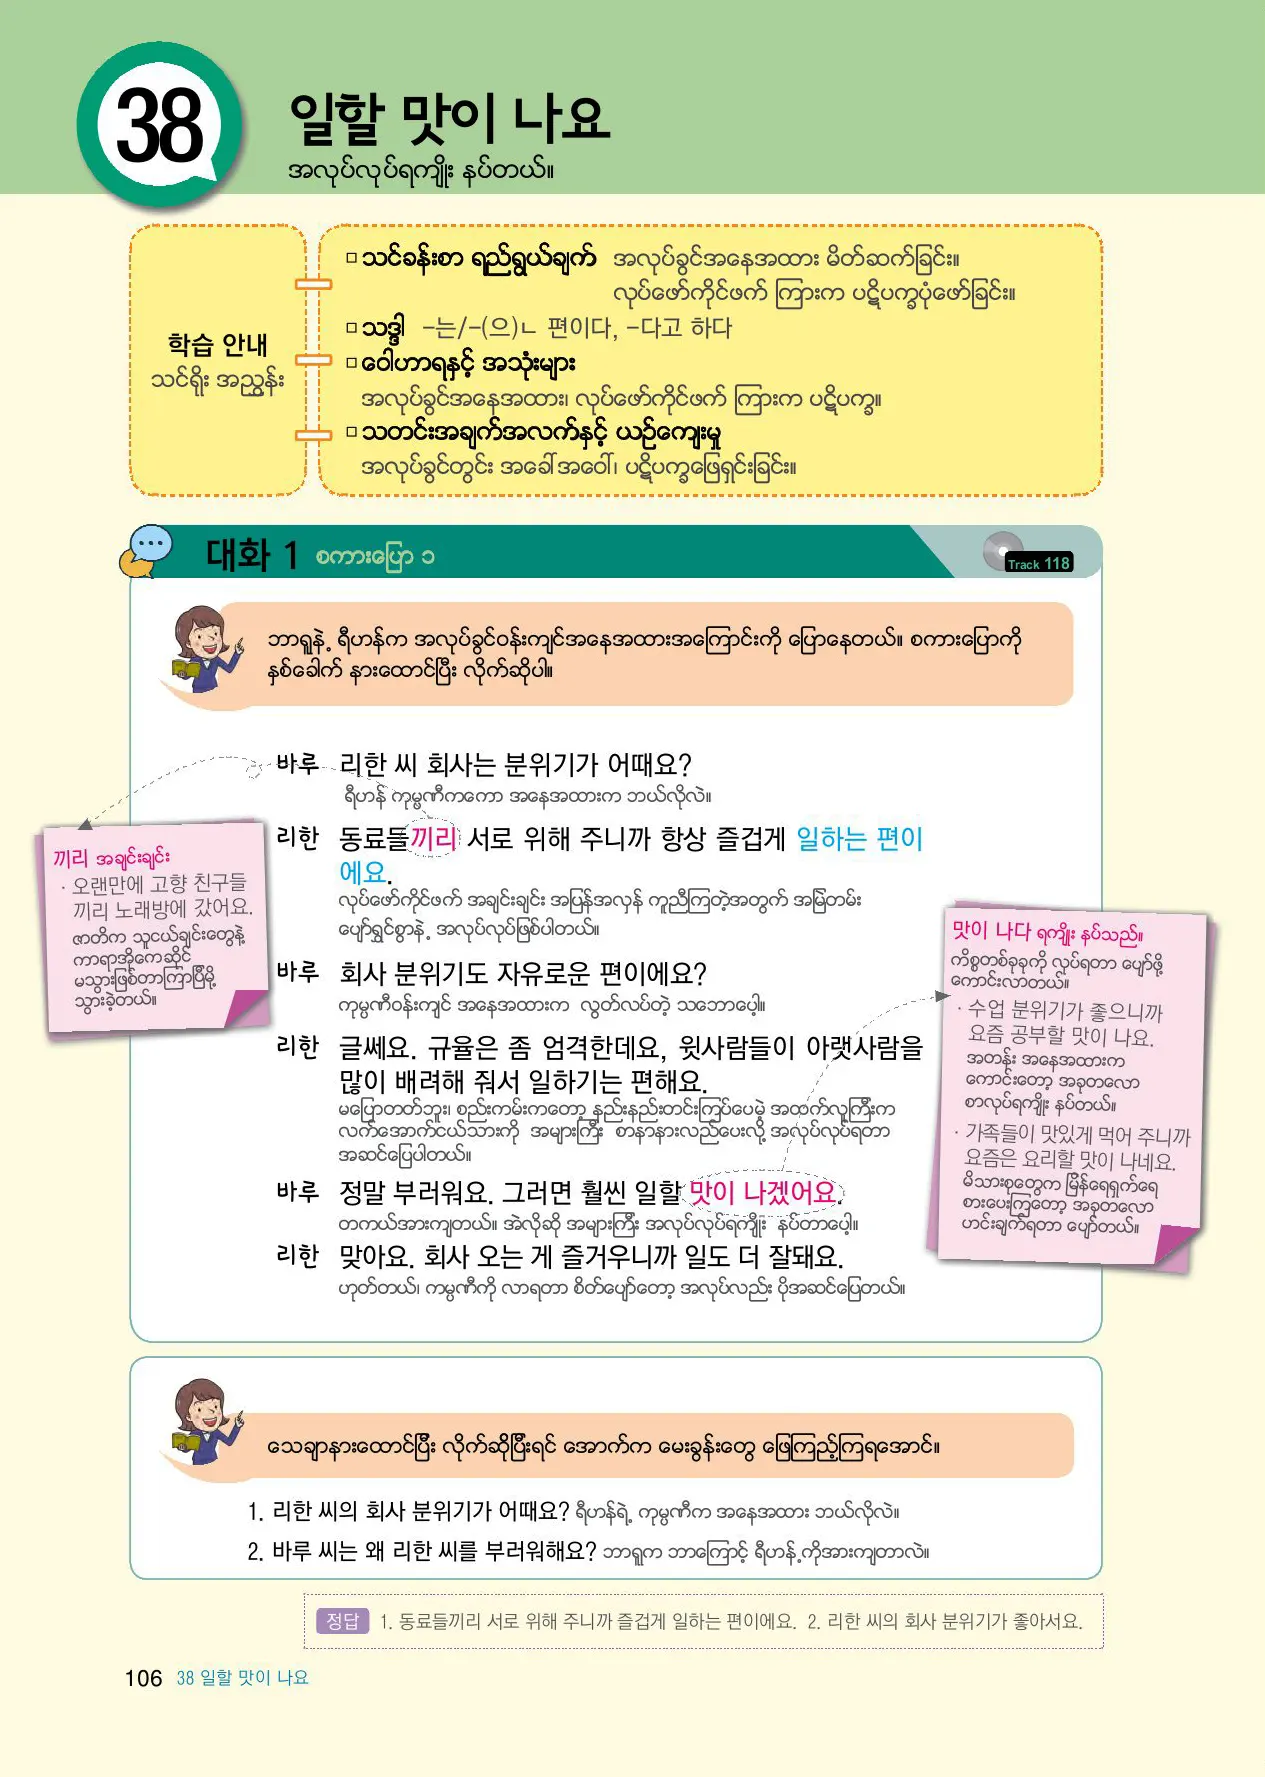 38
일할 맛이 나요
အလုပ်လုပ်ရကျိုး နပ်တယ်။
학습 안내
သင်ရိုး အညွှန်း
□ သင်ခန်းစာ ရည်ရွယ်ချက် အလုပ်ခွင်အနေအထား မိတ်ဆက်ခြင်း။
လုပ်ဖော်ကိုင်ဖက် ကြားက ပဋိပက္ခပုံဖော်ခြင်း။
□ သဒ္ဒါ -는/-(으)ㄴ 편이다, -다고 하다
□ ဝေါဟာရနှင့် အသုံးများ
အလုပ်ခွင်အနေအထား၊ လုပ်ဖော်ကိုင်ဖက် ကြားက ပဋိပက္ခ။
□ သတင်းအချက်အလက်နှင့် ယဉ်ကျေးမှု
အလုပ်ခွင်တွင်း အခေါ်အဝေါ်၊ ပဋိပက္ခဖြေရှင်းခြင်း။
대화 1 စကားပြော ၁
Track 118
ဘာရူနဲ့ ရီဟန်က အလုပ်ခွင်ဝန်းကျင်အနေအထားအကြောင်းကို ပြောနေတယ်။ စကားပြောကို
နှစ်ခေါက် နားထောင်ပြီး လိုက်ဆိုပါ။
바루 리한 씨 회사는 분위기가 어때요?
ရီဟန် ကုမ္ပဏီကကော အနေအထားက ဘယ်လိုလဲ။
리한 동료들끼리 서로 위해 주니까 항상 즐겁게 일하는 편이
에요.
လုပ်ဖော်ကိုင်ဖက် အချင်းချင်း အပြန်အလှန် ကူညီကြတဲ့အတွက် အမြဲတမ်း
ပျော်ရွှင်စွာနဲ့ အလုပ်လုပ်ဖြစ်ပါတယ်။
바루 회사 분위기도 자유로운 편이에요?
ကုမ္ပဏီဝန်းကျင် အနေအထားက လွတ်လပ်တဲ့ သဘောပေါ့။
리한 글쎄요. 규율은 좀 엄격한데요, 윗사람들이 아랫사람을
많이 배려해 줘서 일하기는 편해요.
မပြောတတ်ဘူး၊ စည်းကမ်းကတော့ နည်းနည်းတင်းကြပ်ပေမဲ့ အထက်လူကြီးက
လက်အောက်ငယ်သားကို အများကြီး စာနာနားလည်ပေးလို့ အလုပ်လုပ်ရတာ
အဆင်ပြေပါတယ်။
바루 정말 부러워요. 그러면 훨씬 일할 맛이 나겠어요.
တကယ်အားကျတယ်။ အဲလိုဆို အများကြီး အလုပ်လုပ်ရကျိုး နပ်တာပေါ့။
리한 맞아요. 회사 오는 게 즐거우니까 일도 더 잘돼요.
ဟုတ်တယ်၊ ကမ္ပဏီကို လာရတာ စိတ်ပျော်တော့ အလုပ်လည်း ပိုအဆင်ပြေတယ်။
끼리 အချင်းချင်း
· 오랜만에 고향 친구들
끼리 노래방에 갔어요.
ဇာတိက သူငယ်ချင်းတွေနဲ့
ကာရာအိုကေဆိုင်
မသွားဖြစ်တာကြာပြီမို့
သွားခဲ့တယ်။
맛이 나다 ရကျိုး နပ်သည်။
ကိစ္စတစ်ခုခုကို လုပ်ရတာ ပျော်ဖို့
ကောင်းလာတယ်။
· 수업 분위기가 좋으니까
요즘 공부할 맛이 나요.
အတန်း အနေအထားက
ကောင်းတော့ အခုတလော
စာလုပ်ရကျိုး နပ်တယ်။
· 가족들이 맛있게 먹어 주니까
요즘은 요리할 맛이 나네요.
မိသားစုတွေက မြိန်ရေရှက်ရေ
စားပေးကြတော့ အခုတလော
ဟင်းချက်ရတာ ပျော်တယ်။
သေချာနားထောင်ပြီး လိုက်ဆိုပြီးရင် အောက်က မေးခွန်းတွေ ဖြေကြည့်ကြရအောင်။
1. 리한 씨의 회사 분위기가 어때요? ရီဟန်ရဲ့ ကုမ္ပဏီက အနေအထား ဘယ်လိုလဲ။
2. 바루 씨는 왜 리한 씨를 부러워해요? ဘာရူက ဘာကြောင့် ရီဟန့်ကိုအားကျတာလဲ။
정답 1. 동료들끼리 서로 위해 주니까 즐겁게 일하는 편이에요. 2. 리한 씨의 회사 분위기가 좋아서요.
106 38 일할 맛이 나요